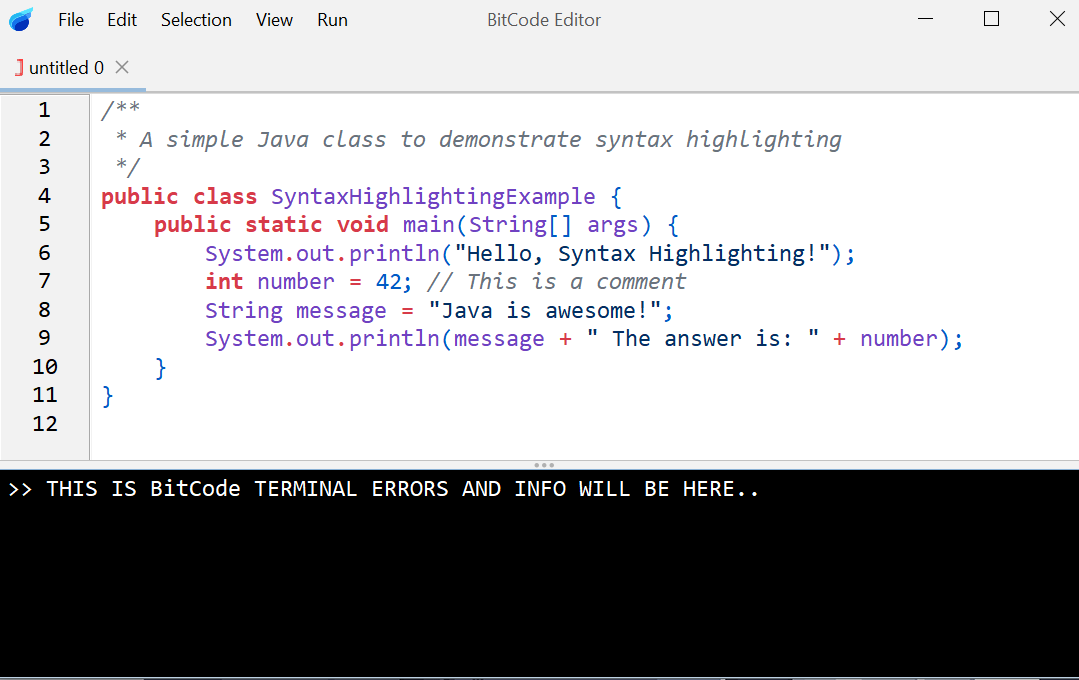 File Edit Selection View Run BitCode Editor
untitled 0
1 /**
2  * A simple Java class to demonstrate syntax highlighting
3  */
4 public class SyntaxHighlightingExample {
5     public static void main(String[] args) {
6         System.out.println("Hello, Syntax Highlighting!");
7         int number = 42; // This is a comment
8         String message = "Java is awesome!";
9         System.out.println(message + " The answer is: " + number);
10     }
11 }
12
>> THIS IS BitCode TERMINAL ERRORS AND INFO WILL BE HERE..